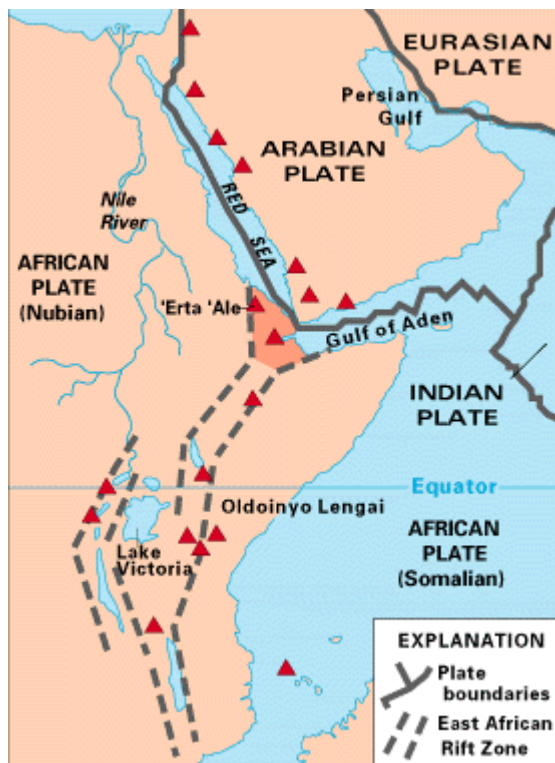 EURASIAN
PLATE
Persian
Gulf
ARABIAN
PLATE
RED
SEA
Nile
River
AFRICAN
PLATE
(Nubian)
'Erta 'Ale
Gulf of Aden
INDIAN
PLATE
Equator
Oldoinyo Lengai
AFRICAN
PLATE
(Somalian)
Lake
Victoria
EXPLANATION
Plate
boundaries
East African
Rift Zone